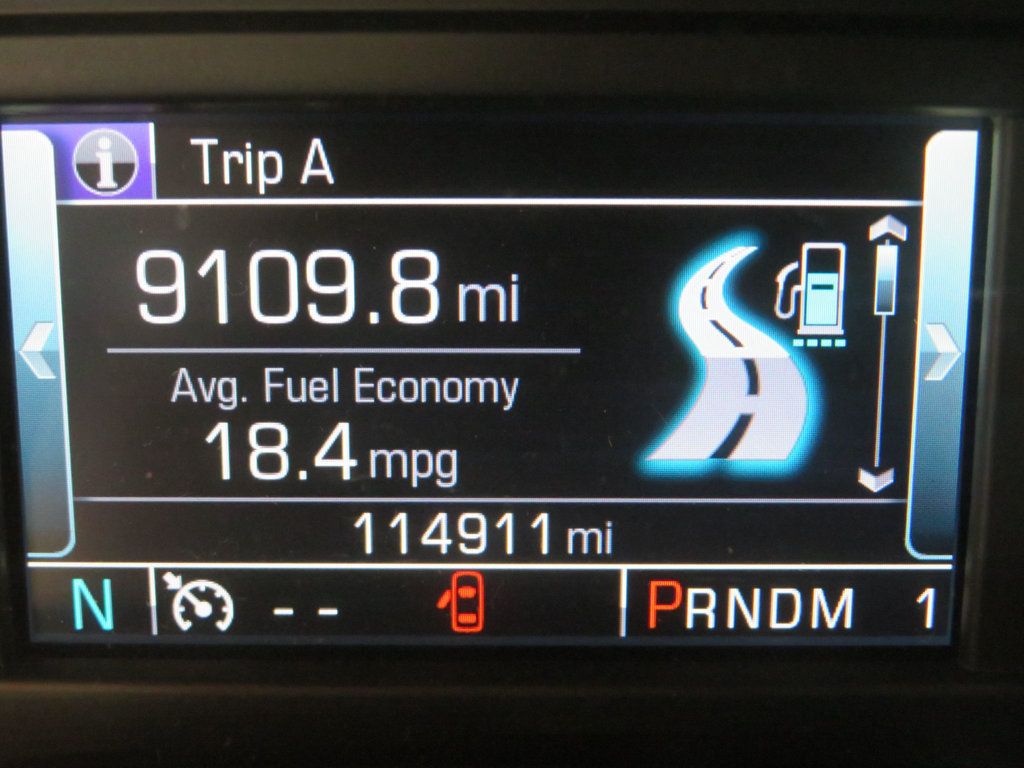 i Trip A
9109.8 mi
Avg. Fuel Economy
18.4 mpg
114911 mi
N -- PRNDM 1